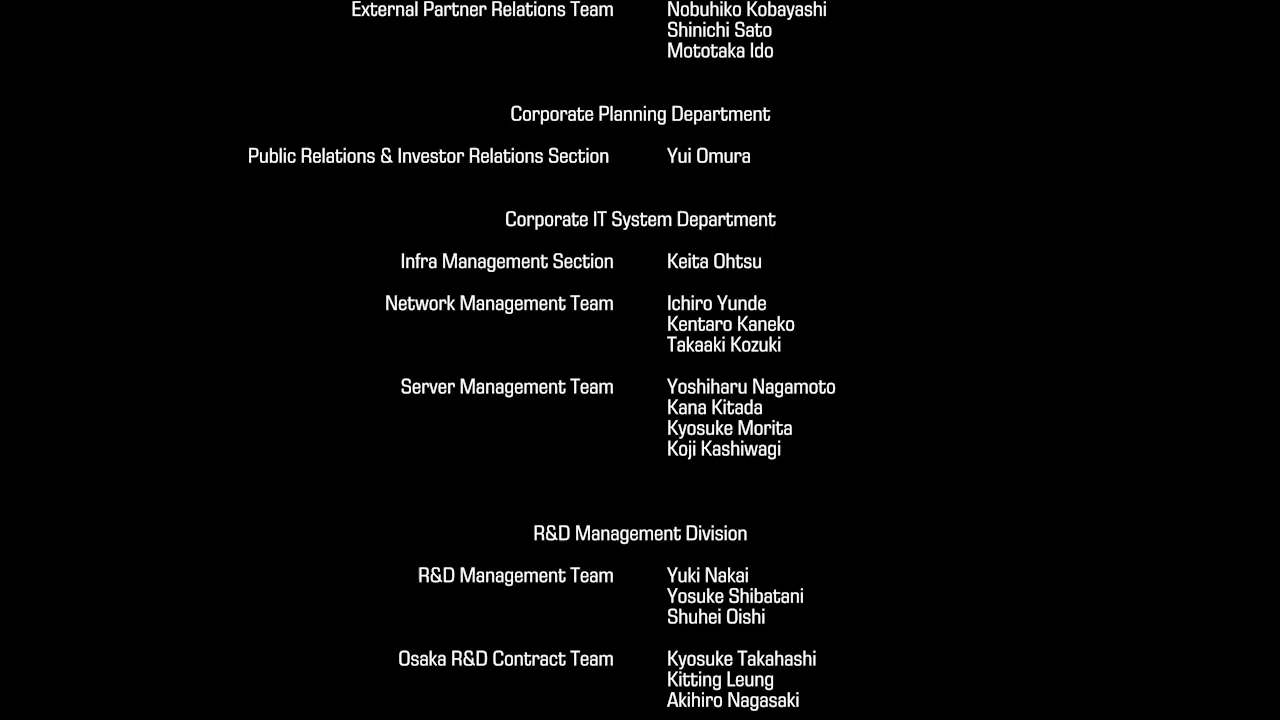 External Partner Relations Team Nobuhiko Kobayashi
Shinichi Sato
Mototaka Ido
Corporate Planning Department
Public Relations & Investor Relations Section Yui Omura
Corporate IT System Department
Infra Management Section Keita Ohtsu
Network Management Team Ichiro Yunde
Kentaro Kaneko
Takaaki Kozuki
Server Management Team Yoshiharu Nagamoto
Kana Kitada
Kyosuke Morita
Koji Kashiwagi
R&D Management Division
R&D Management Team Yuki Nakai
Yosuke Shibatani
Shuhei Oishi
Osaka R&D Contract Team Kyosuke Takahashi
Kitting Leung
Akihiro Nagasaki